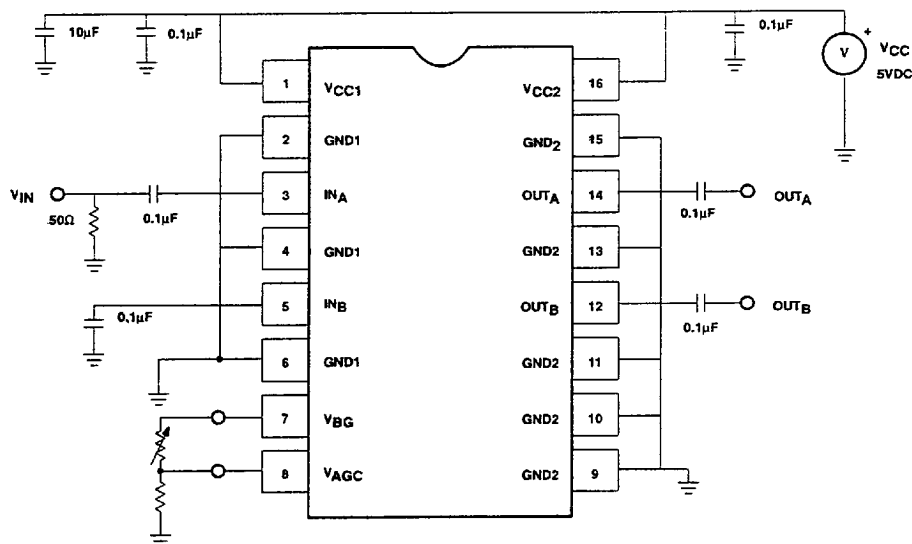 10µF
0.1µF
0.1µF
V
+
VCC
5VDC
1
VCC1
VCC2
16
2
GND1
GND2
15
VIN
50Ω
0.1µF
3
INA
OUTA
14
0.1µF
OUTA
4
GND1
GND2
13
0.1µF
5
INB
OUTB
12
0.1µF
OUTB
6
GND1
GND2
11
7
VBG
GND2
10
8
VAGC
GND2
9